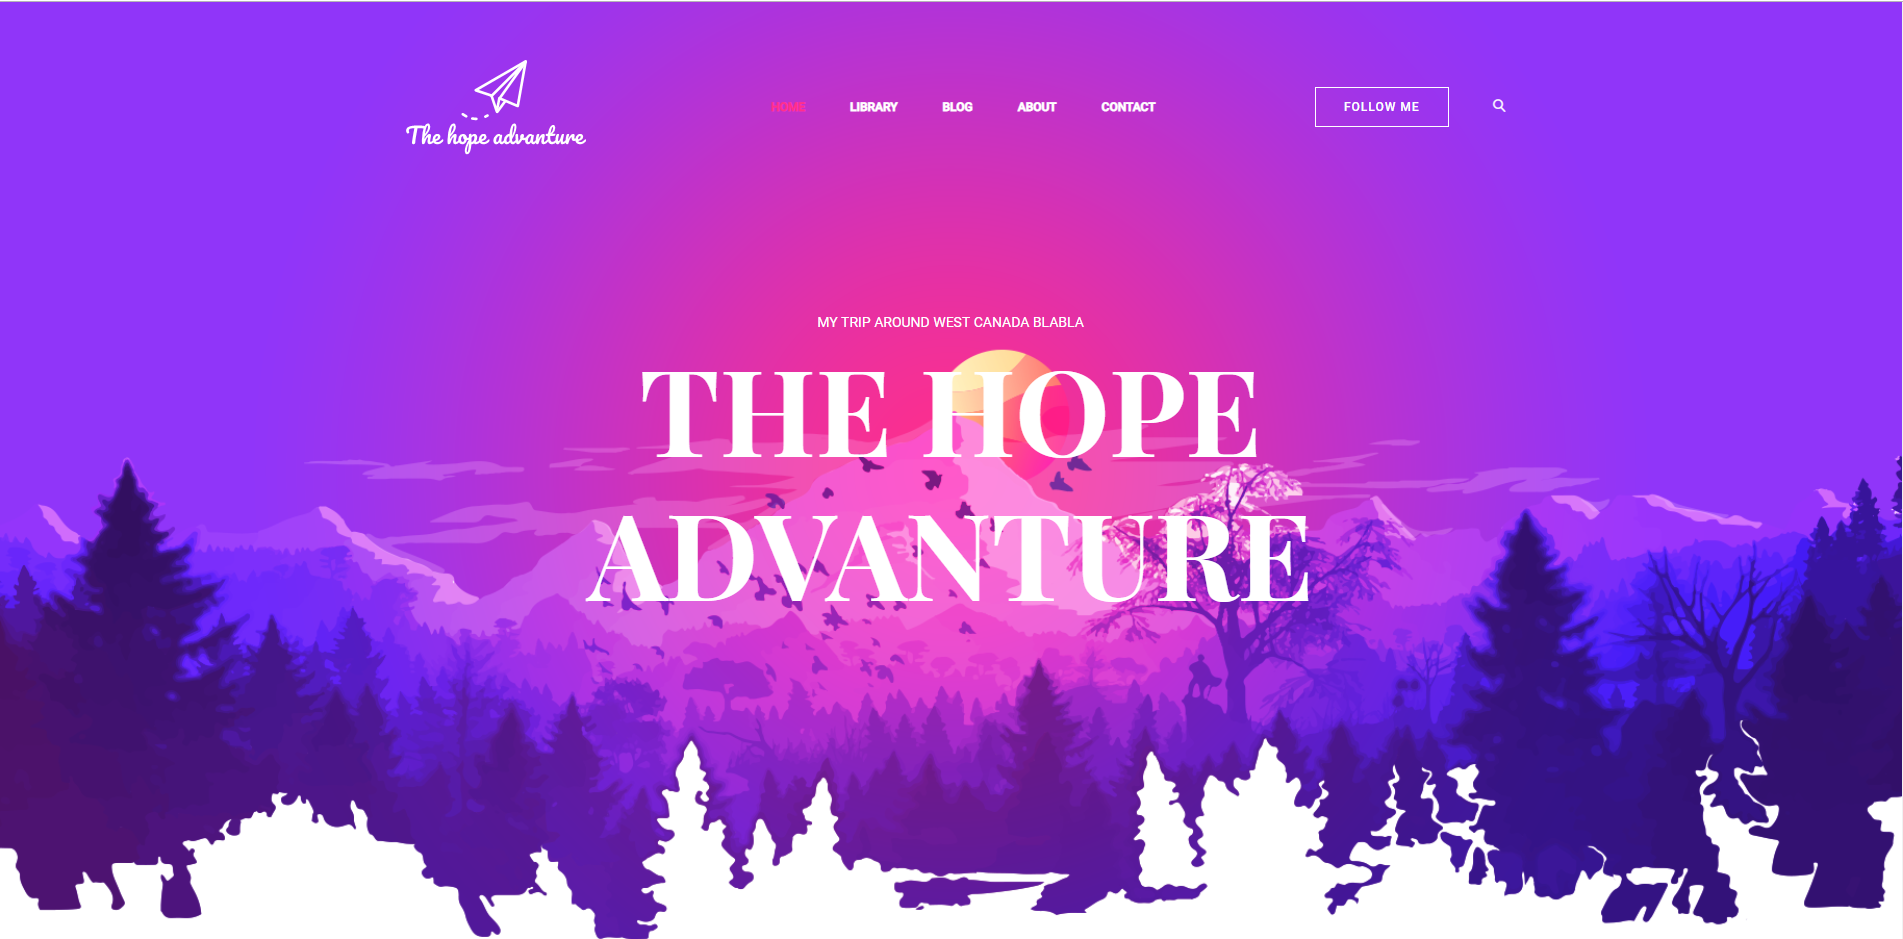 The hope advanture
HOME LIBRARY BLOG ABOUT CONTACT FOLLOW ME
MY TRIP AROUND WEST CANADA BLABLA
THE HOPE
ADVANTURE